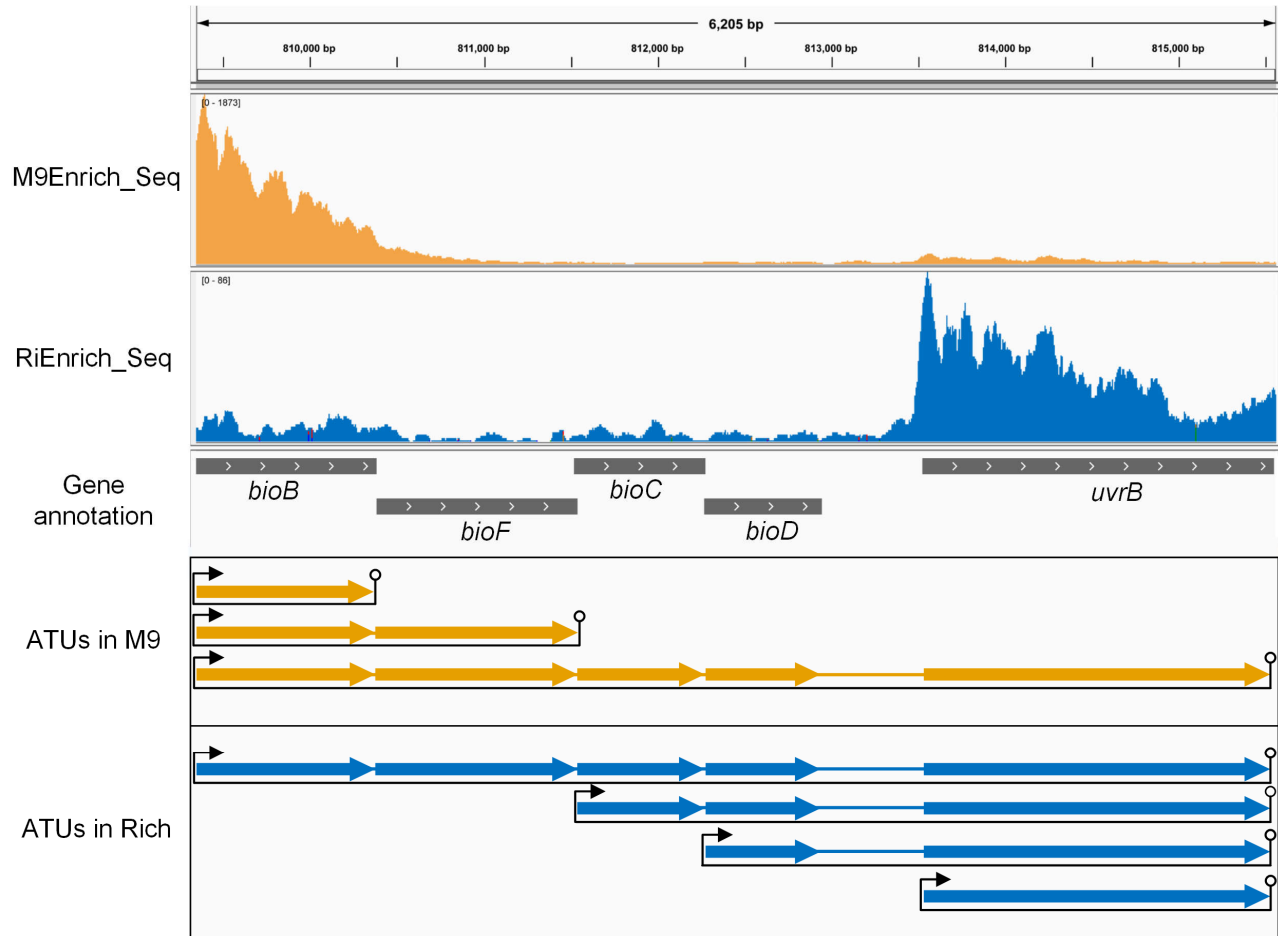 6,205 bp
810,000 bp 811,000 bp 812,000 bp 813,000 bp 814,000 bp 815,000 bp
[0 - 1873]
M9Enrich_Seq
[0 - 86]
RiEnrich_Seq
Gene
annotation
bioB bioF bioC bioD uvrB
ATUs in M9
ATUs in Rich